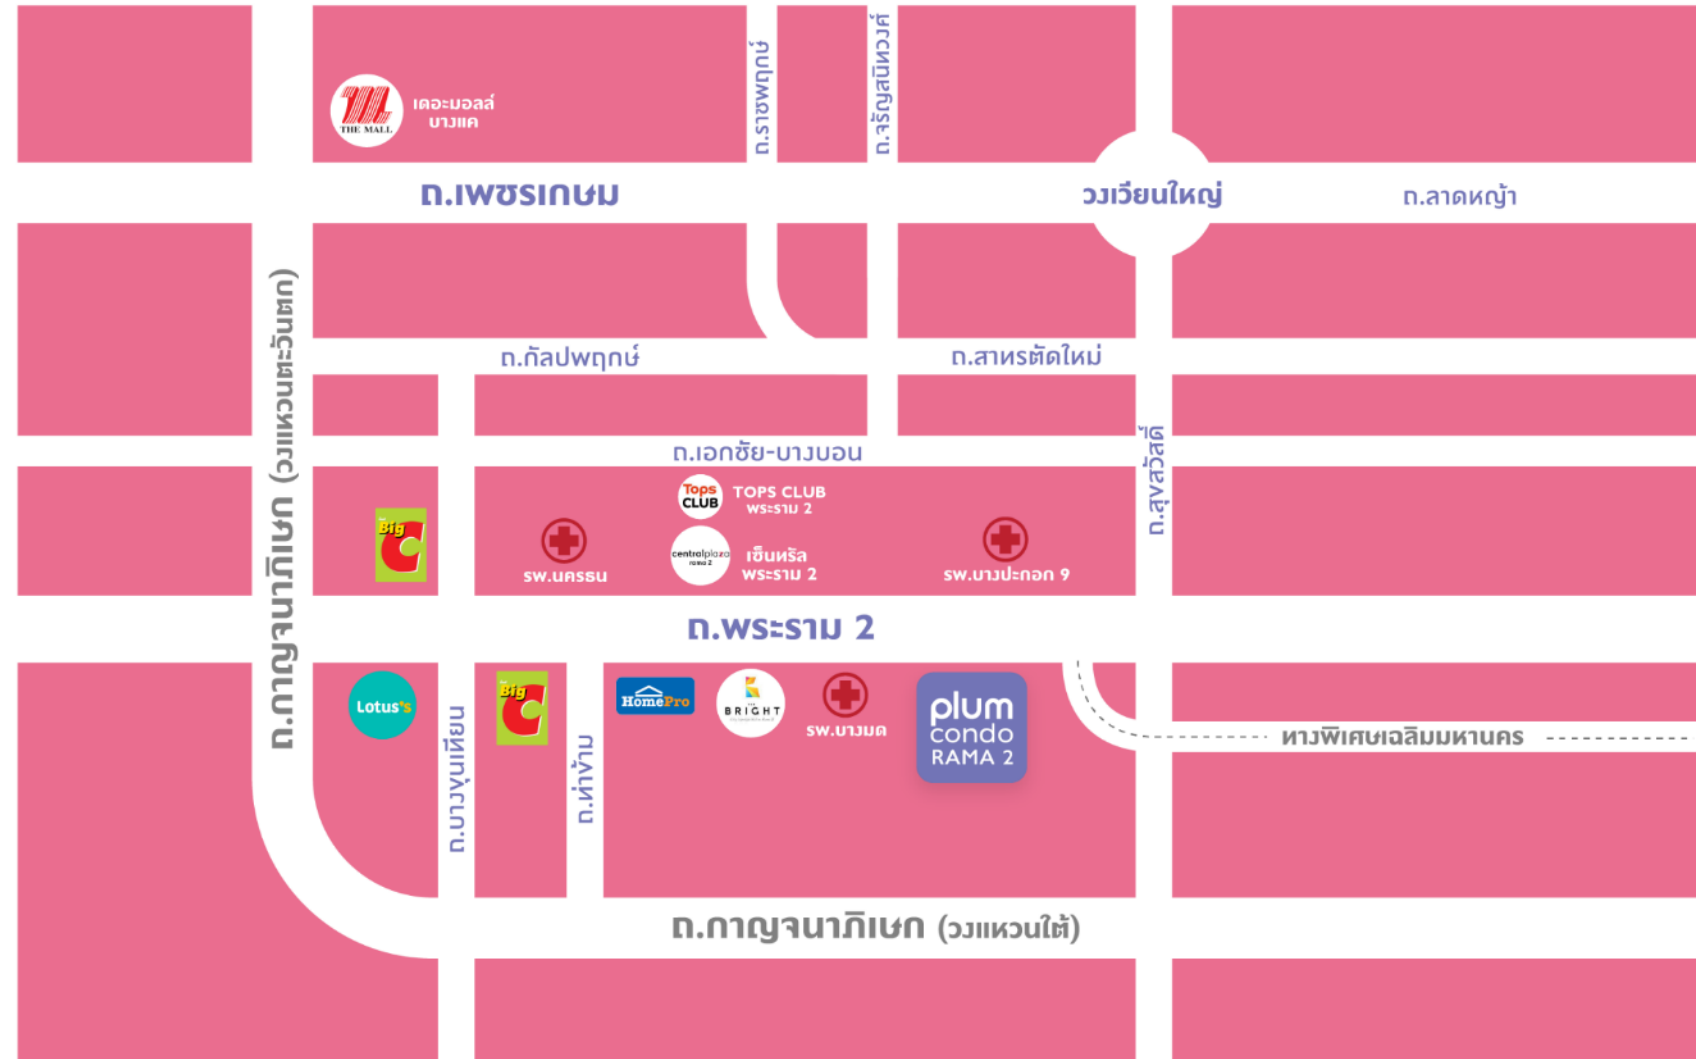 ถ.ราชพฤกษ์
ถ.จรัญสนิทวงศ์
THE MALL
เดอะมอลล์
บางแค
ถ.เพชรเกษม
วงเวียนใหญ่
ถ.ลาดหญ้า
ถ.กาญจนาภิเษก (วงแหวนตะวันตก)
ถ.กัลปพฤกษ์
ถ.สาทรตัดใหม่
ถ.เอกชัย-บางบอน
ถ.สุขสวัสดิ์
Tops
CLUB
TOPS CLUB
พระราม 2
Big
C
centralplaza
rama 2
เซ็นทรัล
พระราม 2
รพ.นครธน
รพ.บางปะกอก 9
ถ.พระราม 2
Lotus's
ถ.บางขุนเทียน
Big
C
ถ.ท่าข้าม
HomePro
BRIGHT
รพ.บางมด
plum
condo
RAMA 2
ทางพิเศษเฉลิมมหานคร
ถ.กาญจนาภิเษก (วงแหวนใต้)